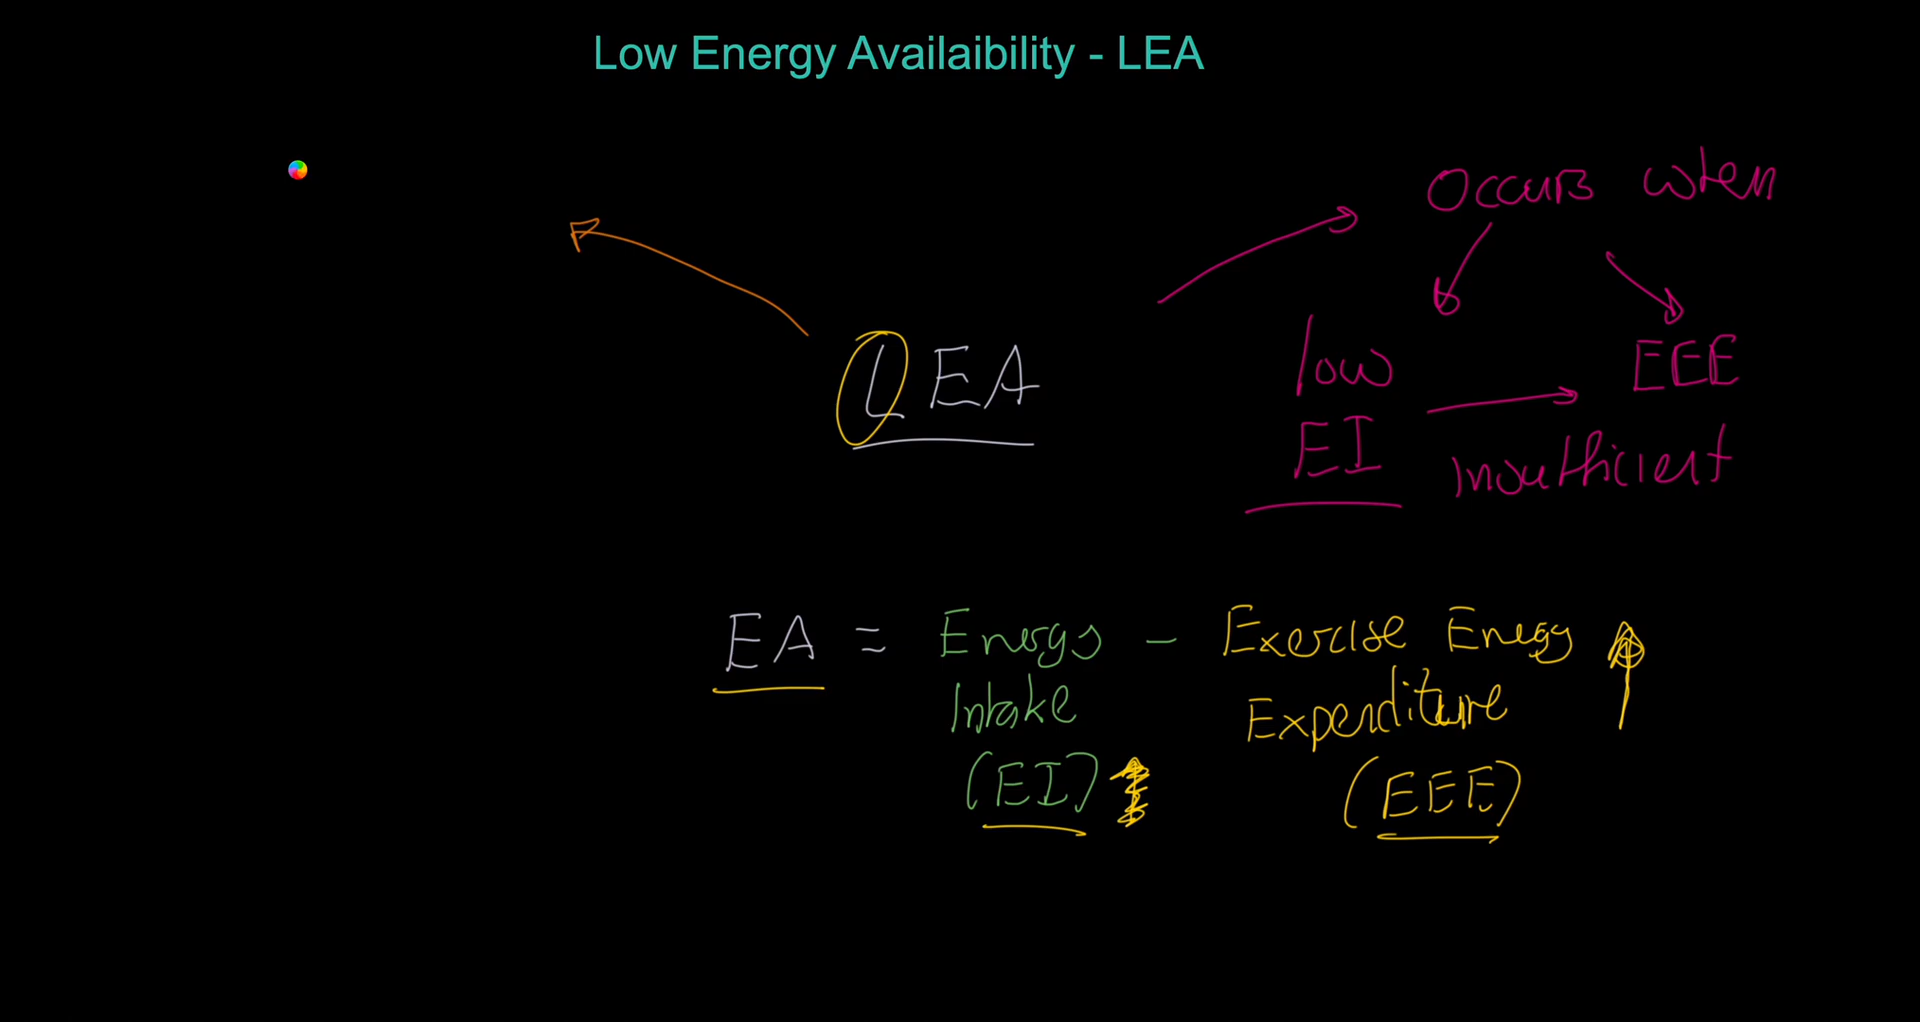 Low Energy Availaibility - LEA
Occurs when
LEA
low
EI
EEE
insufficient
EA = Energy - Exercise Energy
Intake Expenditure
(EI) (EEE)